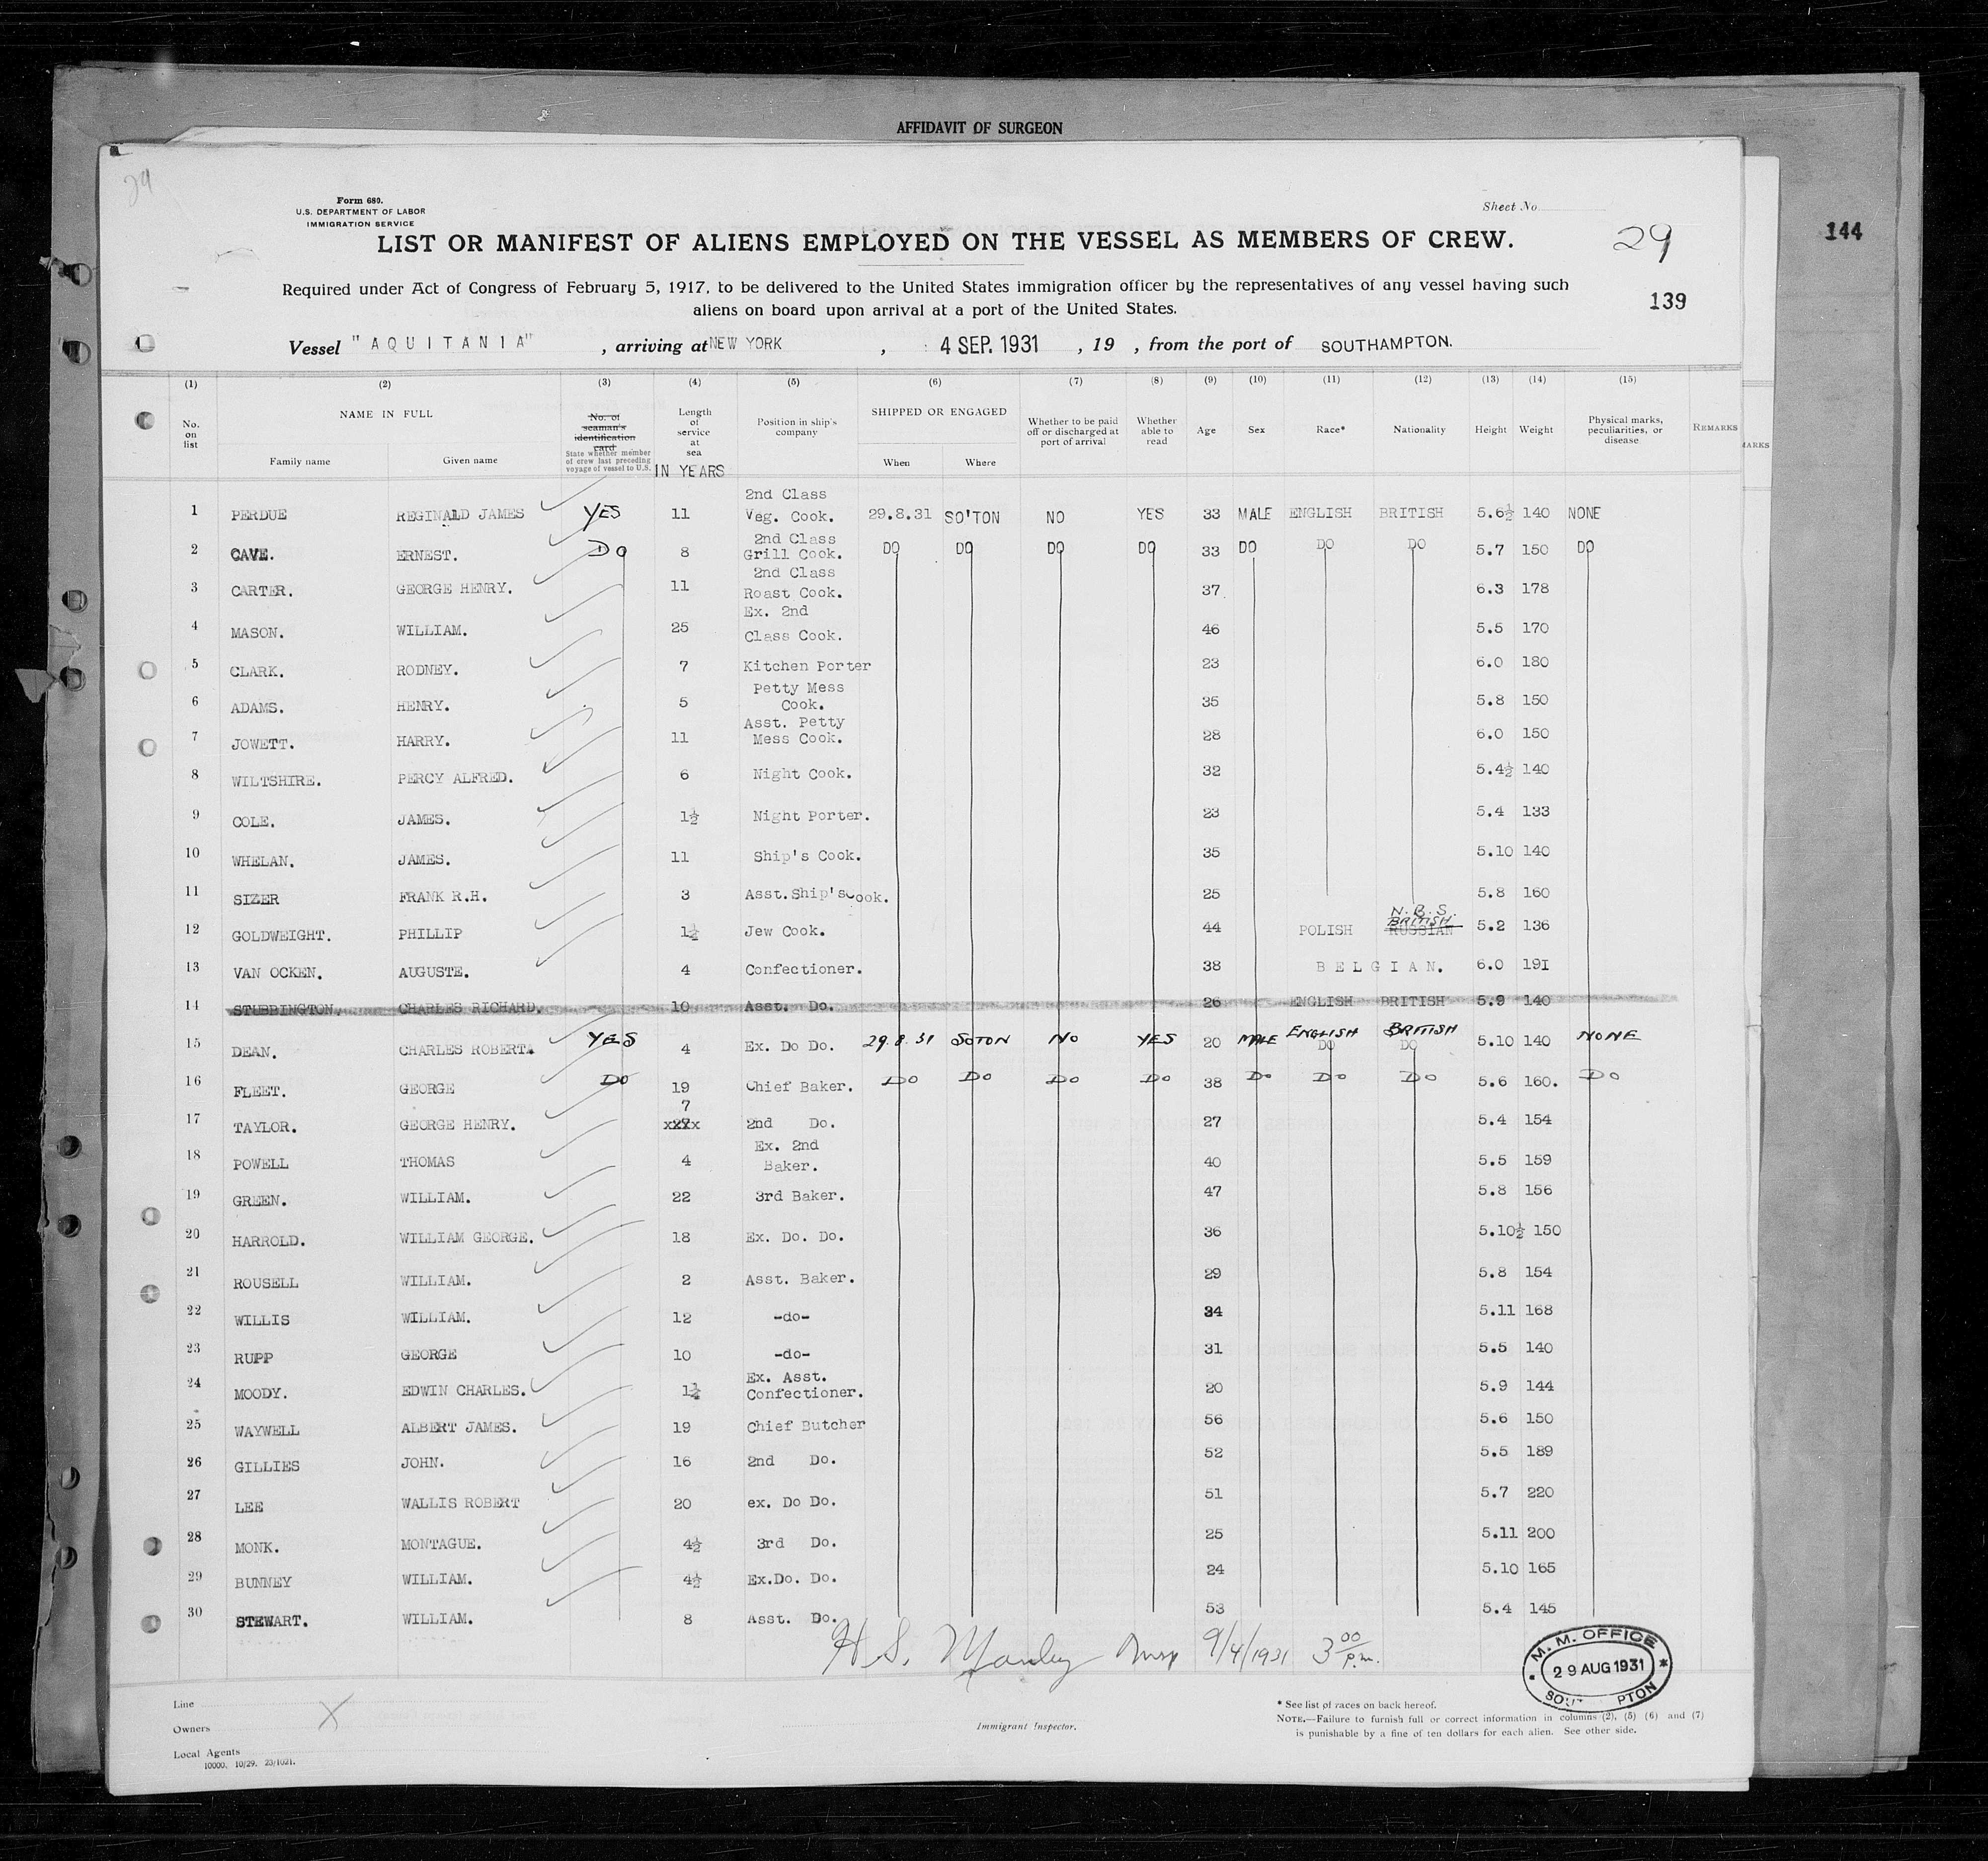 AFFIDAVIT OF SURGEON
29
144
Form 680.
U.S. DEPARTMENT OF LABOR
IMMIGRATION SERVICE
Sheet No.
LIST OR MANIFEST OF ALIENS EMPLOYED ON THE VESSEL AS MEMBERS OF CREW.
29
Required under Act of Congress of February 5, 1917, to be delivered to the United States immigration officer by the representatives of any vessel having such
aliens on board upon arrival at a port of the United States.
139
Vessel "AQUITANIA" , arriving at NEW YORK , 4 SEP. 1931 , 19 , from the port of SOUTHAMPTON.
(1) (2) (3) (4) (5) (6) (7) (8) (9) (10) (11) (12) (13) (14) (15)
No. on list
NAME IN FULL
Family name Given name
No. of seaman's identification card
State whether member of crew last preceding voyage of vessel to U.S.
Length of service at sea
IN YEARS
Position in ship's company
SHIPPED OR ENGAGED
When Where
Whether to be paid off or discharged at port of arrival
Whether able to read
Age Sex Race* Nationality Height Weight
Physical marks, peculiarities, or disease
REMARKS
ARKS
1 PERDUE REGINALD JAMES YES 11 2nd Class Veg. Cook. 29.8.31 SO'TON NO YES 33 MALE ENGLISH BRITISH 5.6½ 140 NONE
2 CAVE. ERNEST. Do 8 2nd Class Grill Cook. DO DO DO DO 33 DO DO DO 5.7 150 DO
3 CARTER. GEORGE HENRY. 11 2nd Class Roast Cook. 37. 6.3 178
4 MASON. WILLIAM. 25 Ex. 2nd Class Cook. 46 5.5 170
5 CLARK. RODNEY. 7 Kitchen Porter 23 6.0 180
6 ADAMS. HENRY. 5 Petty Mess Cook. 35 5.8 150
7 JOWETT. HARRY. 11 Asst. Petty Mess Cook. 28 6.0 150
8 WILTSHIRE. PERCY ALFRED. 6 Night Cook. 32 5.4½ 140
9 COLE. JAMES. 1½ Night Porter. 23 5.4 133
10 WHELAN. JAMES. 11 Ship's Cook. 35 5.10 140
11 SIZER FRANK R.H. 3 Asst.Ship's Cook. 25 5.8 160
12 GOLDWEIGHT. PHILLIP 1½ Jew Cook. 44 POLISH N.B.S. BRITISH RUSSIAN 5.2 136
13 VAN OCKEN. AUGUSTE. 4 Confectioner. 38 BELGIAN. 6.0 191
14 STUBBINGTON. CHARLES RICHARD. 10 Asst. Do. 26 ENGLISH BRITISH 5.9 140
15 DEAN. CHARLES ROBERT. YES 4 Ex. Do Do. 29.8.31 SOTON No YES 20 MALE ENGLISH DO BRITISH DO 5.10 140 NONE
16 FLEET. GEORGE Do 19 Chief Baker. Do Do Do Do 38 Do Do Do 5.6 160. Do
17 TAYLOR. GEORGE HENRY. 7 2nd Do. 27 5.4 154
18 POWELL THOMAS 4 Ex. 2nd Baker. 40 5.5 159
19 GREEN. WILLIAM. 22 3rd Baker. 47 5.8 156
20 HARROLD. WILLIAM GEORGE. 18 Ex. Do. Do. 36 5.10½ 150
21 ROUSELL WILLIAM. 2 Asst. Baker. 29 5.8 154
22 WILLIS WILLIAM. 12 -do- 34 5.11 168
23 RUPP GEORGE 10 -do- 31 5.5 140
24 MOODY. EDWIN CHARLES. Ex. Asst. Confectioner. 20 5.9 144
25 WAYWELL ALBERT JAMES. 19 Chief Butcher 56 5.6 150
26 GILLIES JOHN. 16 2nd Do. 52 5.5 189
27 LEE WALLIS ROBERT 20 ex. Do Do. 51 5.7 220
28 MONK. MONTAGUE. 4½ 3rd Do. 25 5.11 200
29 BUNNEY WILLIAM. 4½ Ex.Do. Do. 24 5.10 165
30 STEWART. WILLIAM. 8 Asst. Do. 53 5.4 145
H.S. Manley Insp 9/4/1931 3 00 P.m.
M. M. OFFICE
29 AUG 1931
Line
Owners X
Local Agents
10000. 10/29. 23/1021.
Immigrant Inspector.
* See list of races on back hereof.
NOTE.—Failure to furnish full or correct information in columns (2), (5) (6) and (7)
is punishable by a fine of ten dollars for each alien. See other side.